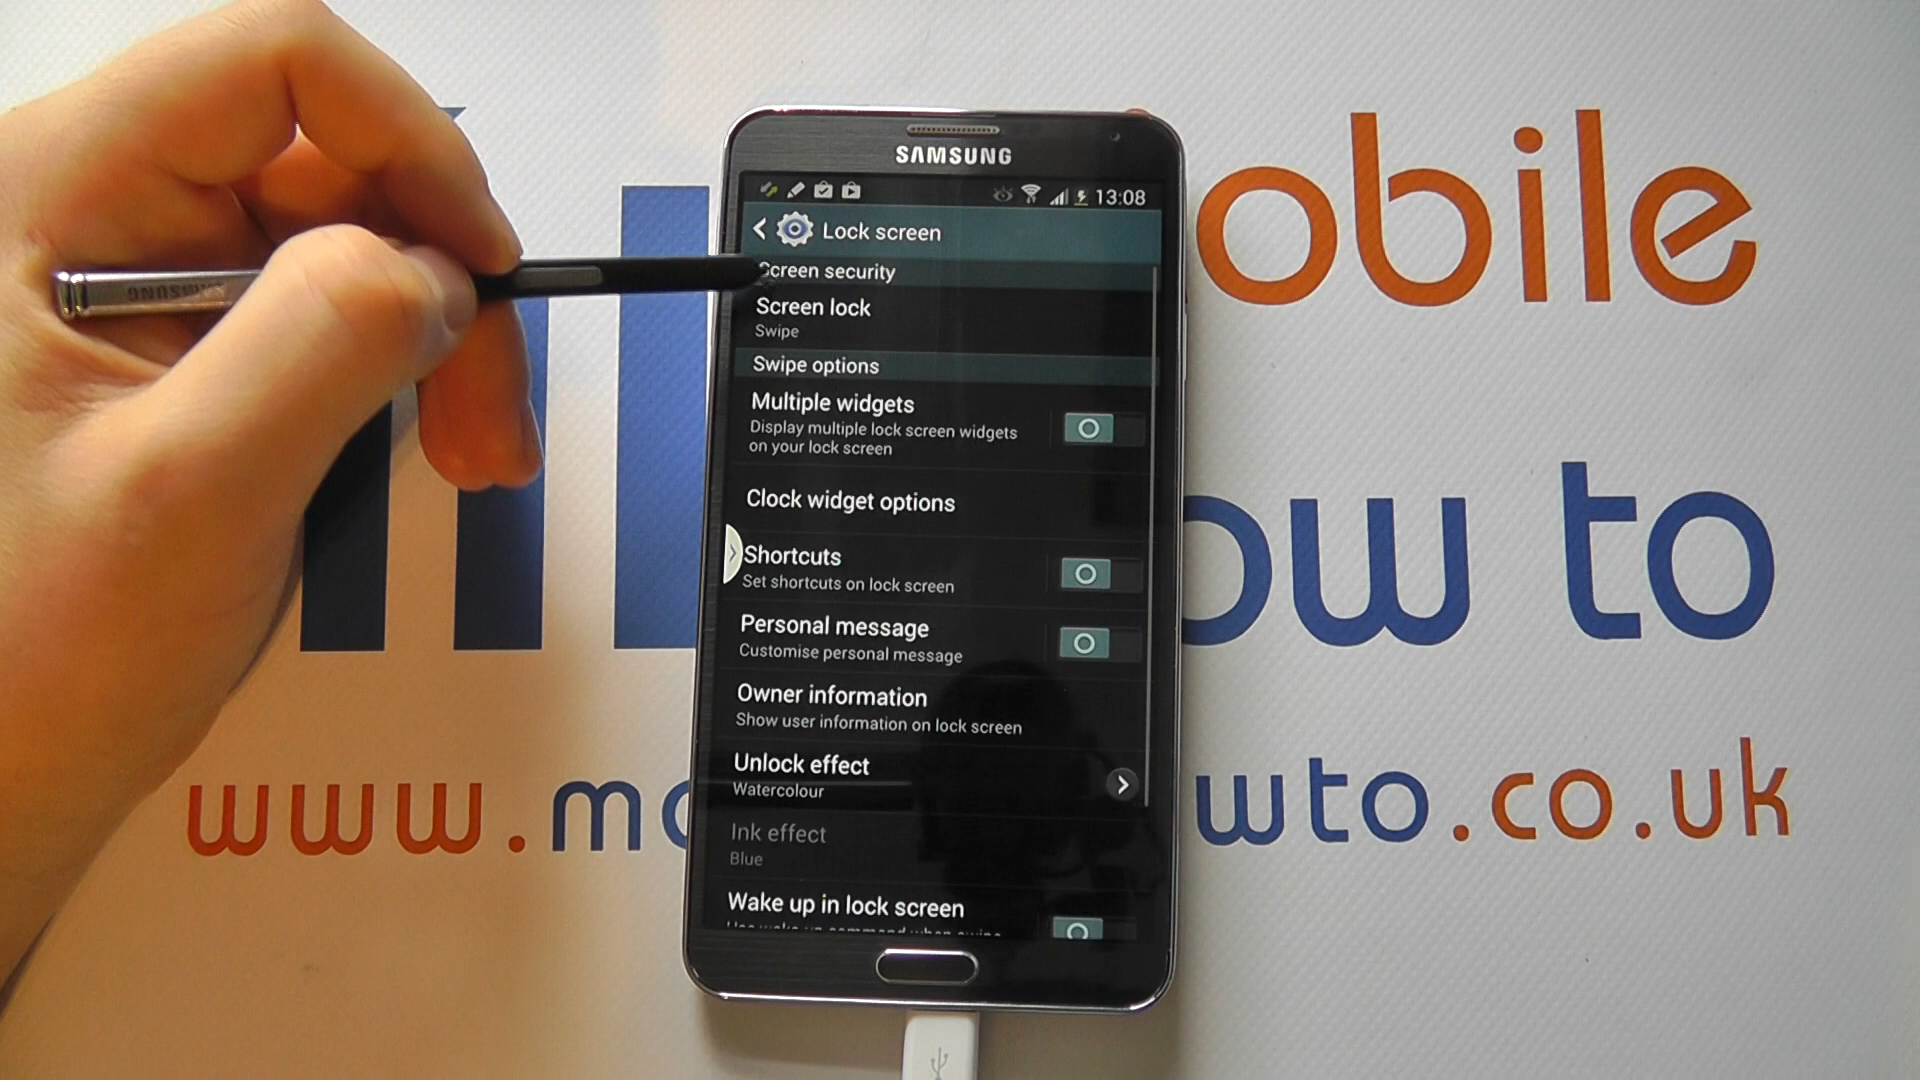 SAMSUNG
SAMSUNG
13:08
Lock screen
Screen security
Screen lock
Swipe
Swipe options
Multiple widgets
Display multiple lock screen widgets
on your lock screen
Clock widget options
Shortcuts
Set shortcuts on lock screen
Personal message
Customise personal message
Owner information
Show user information on lock screen
Unlock effect
Watercolour
Ink effect
Blue
Wake up in lock screen
obile
ow to
www.mo
wto.co.uk